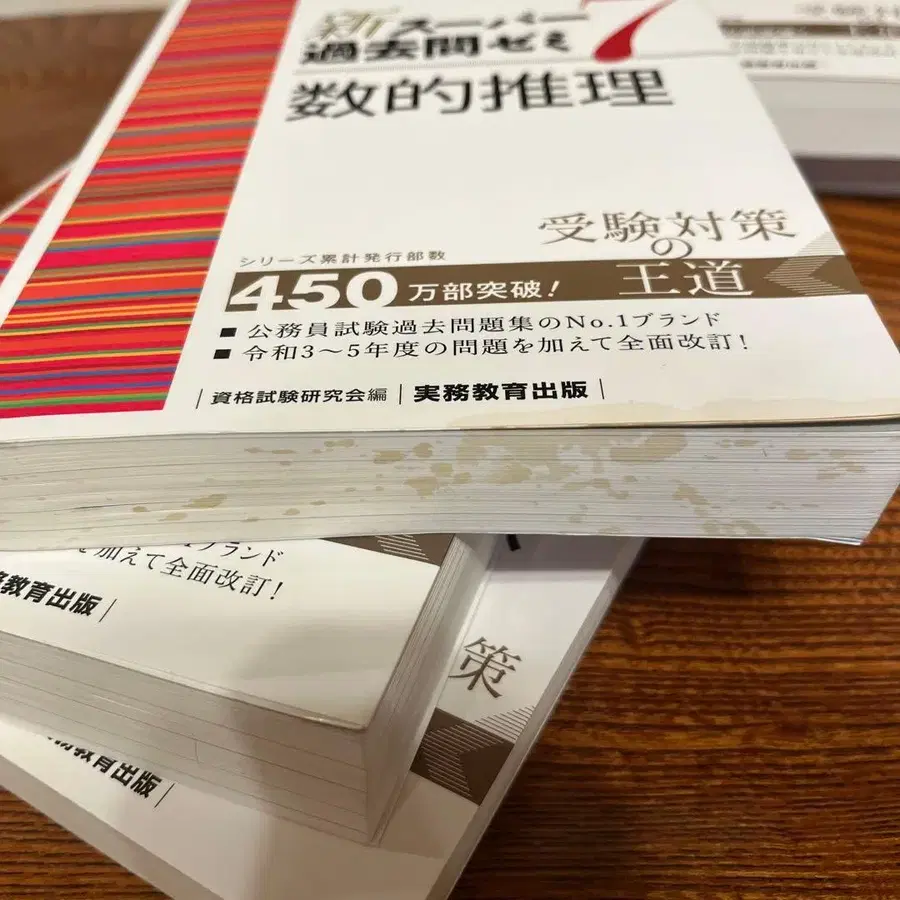 新スーパー
過去問ゼミ7
数的推理
受験対策
の
王道
シリーズ累計発行部数
450万部突破!
■ 公務員試験過去問題集のNo.1ブランド
■ 令和3~5年度の問題を加えて全面改訂!
|資格試験研究会編|実務教育出版|
ブランド
を加えて全面改訂!
務教育出版|
策
務教育出版|